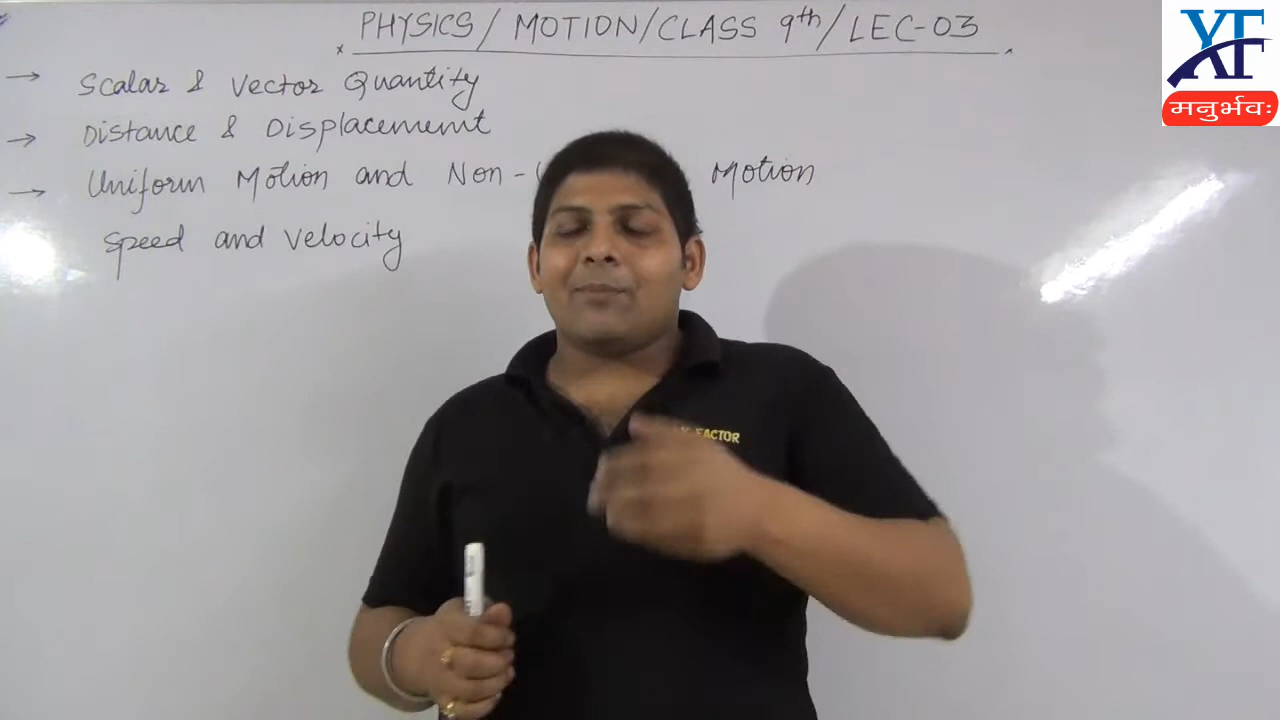 PHYSICS / MOTION / CLASS 9th / LEC-03
→ Scalar & Vector Quantity
→ Distance & Displacement
→ Uniform Motion and Non- Motion
Speed and Velocity
FACTOR
XF
मनुर्भवः